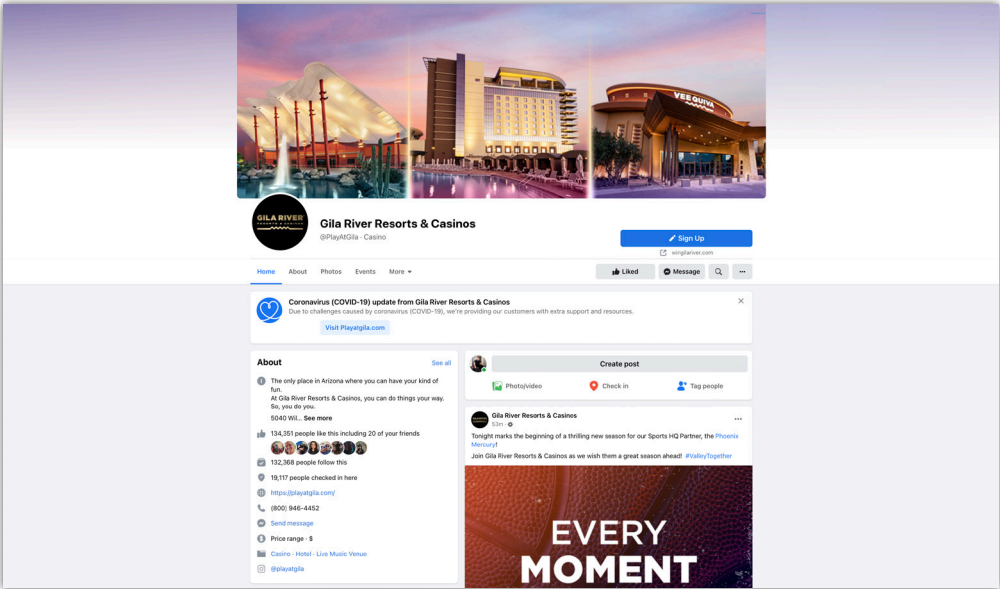 VEE QUIVA
GILA RIVER
RESORTS & CASINOS
Gila River Resorts & Casinos
@PlayAtGila · Casino
Sign Up
wingilariver.com
Home
About
Photos
Events
More
Liked
Message
Coronavirus (COVID-19) update from Gila River Resorts & Casinos
Due to challenges caused by coronavirus (COVID-19), we're providing our customers with extra support and resources.
Visit Playatgila.com
About
See all
The only place in Arizona where you can have your kind of
fun.
At Gila River Resorts & Casinos, you can do things your way.
So, you do you.
5040 Wil... See more
134,351 people like this including 20 of your friends
132,368 people follow this
19,117 people checked in here
https://playatgila.com/
(800) 946-4452
Send message
Price range · $
Casino · Hotel · Live Music Venue
@playatgila
Create post
Photo/video
Check in
Tag people
Gila River Resorts & Casinos
53m ·
Tonight marks the beginning of a thrilling new season for our Sports HQ Partner, the Phoenix
Mercury!
Join Gila River Resorts & Casinos as we wish them a great season ahead! #ValleyTogether
EVERY
MOMENT